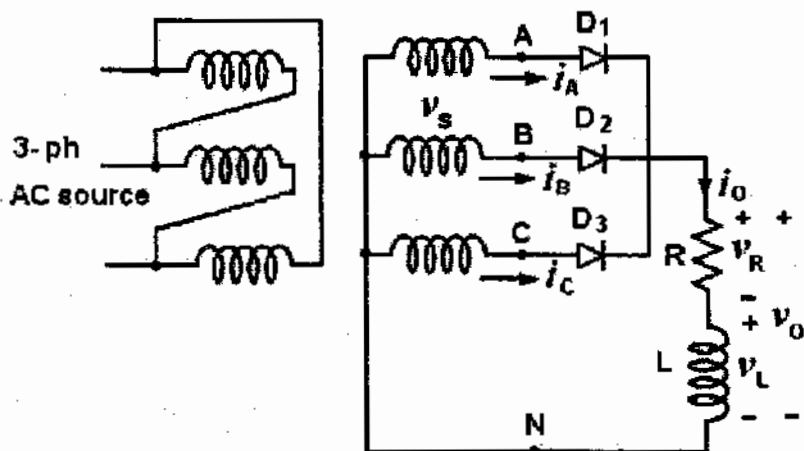 A D1
iA
vs
B D2
iB
3-ph
AC source
C D3
iC
iO
+ +
R vR
−
+ vO
L vL
− −
N